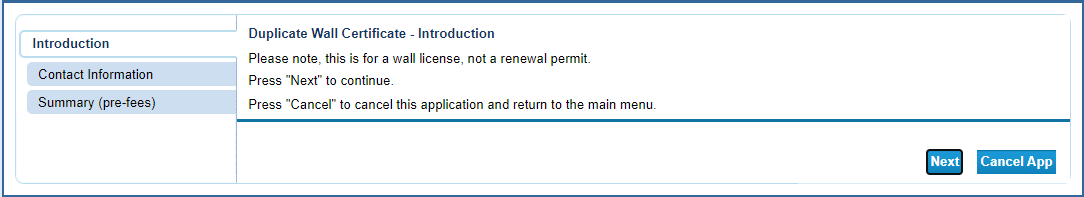 Introduction
Contact Information
Summary (pre-fees)
Duplicate Wall Certificate - Introduction
Please note, this is for a wall license, not a renewal permit.
Press "Next" to continue.
Press "Cancel" to cancel this application and return to the main menu.
Next
Cancel App